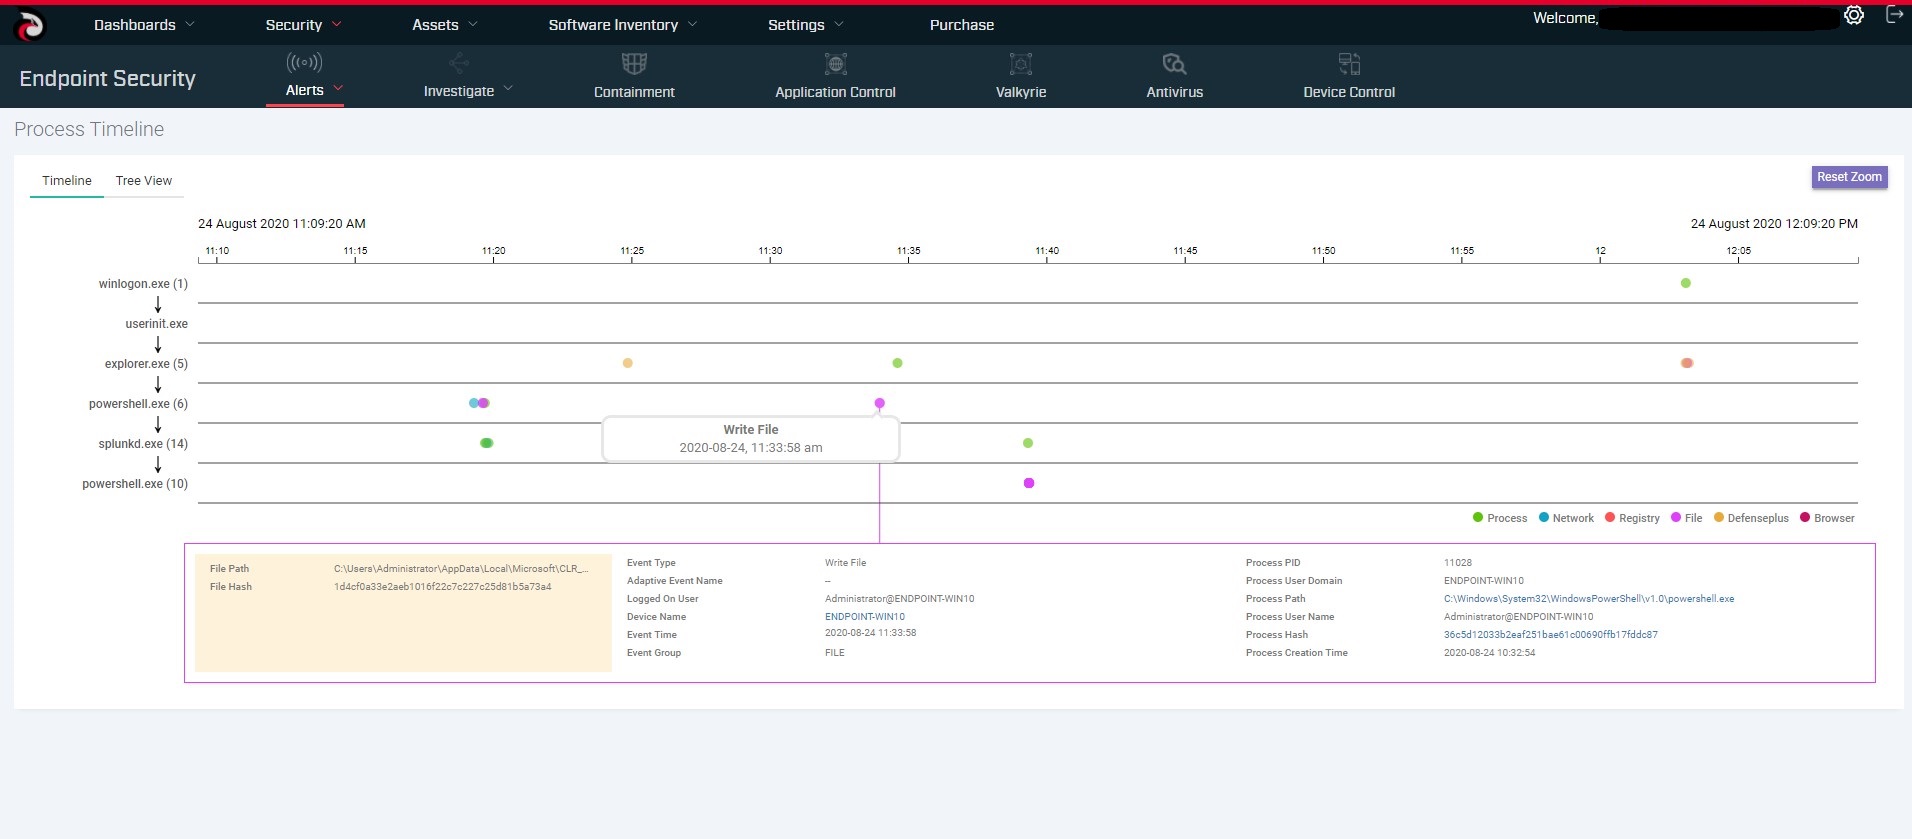 Dashboards Security Assets Software Inventory Settings Purchase Welcome,
Endpoint Security Alerts Investigate Containment Application Control Valkyrie Antivirus Device Control
Process Timeline
Timeline Tree View Reset Zoom
24 August 2020 11:09:20 AM 24 August 2020 12:09:20 PM
11:10 11:15 11:20 11:25 11:30 11:35 11:40 11:45 11:50 11:55 12 12:05
winlogon.exe (1)
userinit.exe
explorer.exe (5)
powershell.exe (6)
Write File
splunkd.exe (14) 2020-08-24, 11:33:58 am
powershell.exe (10)
Process Network Registry File Defenseplus Browser
File Path C:\Users\Administrator\AppData\Local\Microsoft\CLR_...
File Hash 1d4cf0a33e2aeb1016f22c7c227c25d81b5a73a4
Event Type Write File
Adaptive Event Name --
Logged On User Administrator@ENDPOINT-WIN10
Device Name ENDPOINT-WIN10
Event Time 2020-08-24 11:33:58
Event Group FILE
Process PID 11028
Process User Domain ENDPOINT-WIN10
Process Path C:\Windows\System32\WindowsPowerShell\v1.0\powershell.exe
Process User Name Administrator@ENDPOINT-WIN10
Process Hash 36c5d12033b2eaf251bae61c00690ffb17fddc87
Process Creation Time 2020-08-24 10:32:54